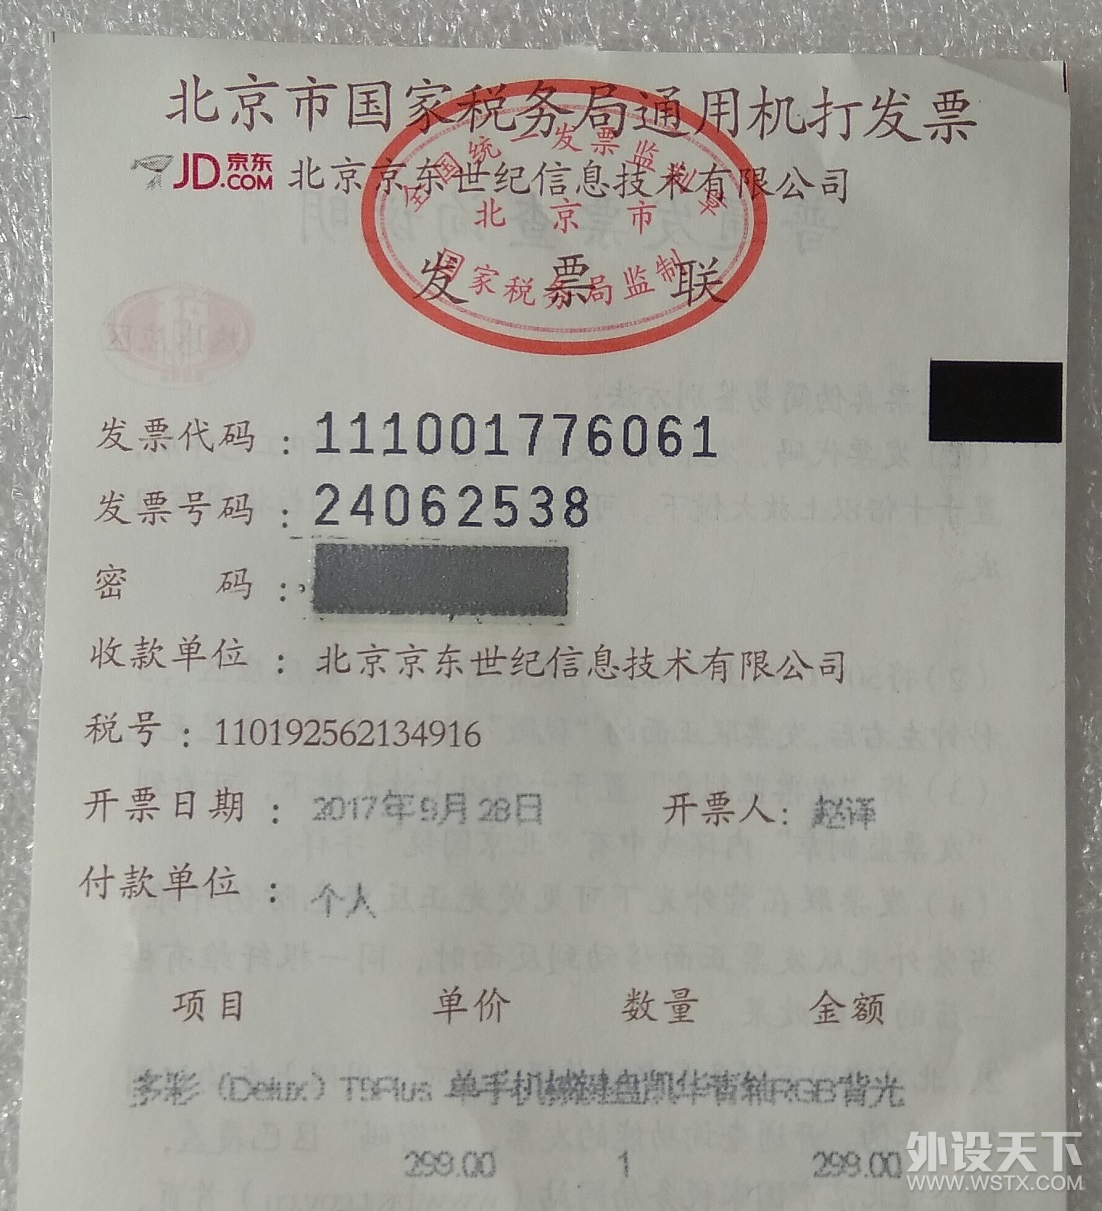 北京市国家税务局通用机打发票
JD.京东.COM 北京京东世纪信息技术有限公司
全国统一发票监制章
北京市
国家税务局监制
发票联
发票代码：111001776061
发票号码：24062538
密码：
收款单位：北京京东世纪信息技术有限公司
税号：110192562134916
开票日期：2017年9月28日 开票人：赵译
付款单位：个人
项目 单价 数量 金额
多彩（Delux）T9Plus 单手机械键盘凯华青轴RGB背光
299.00 1 299.00
外设天下
WWW.WSTX.COM